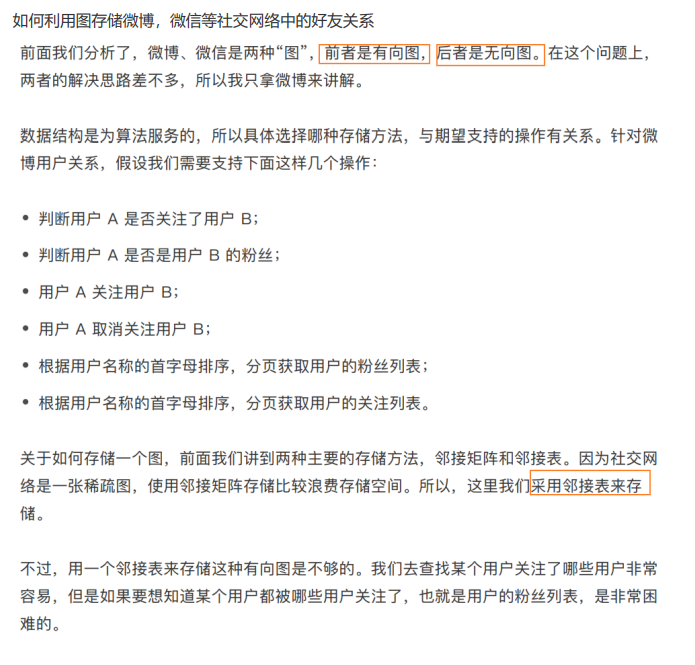 如何利用图存储微博，微信等社交网络中的好友关系
前面我们分析了，微博、微信是两种“图”，前者是有向图，后者是无向图。在这个问题上，
两者的解决思路差不多，所以我只拿微博来讲解。
数据结构是为算法服务的，所以具体选择哪种存储方法，与期望支持的操作有关系。针对微
博用户关系，假设我们需要支持下面这样几个操作：
• 判断用户 A 是否关注了用户 B；
• 判断用户 A 是否是用户 B 的粉丝；
• 用户 A 关注用户 B；
• 用户 A 取消关注用户 B；
• 根据用户名称的首字母排序，分页获取用户的粉丝列表；
• 根据用户名称的首字母排序，分页获取用户的关注列表。
关于如何存储一个图，前面我们讲到两种主要的存储方法，邻接矩阵和邻接表。因为社交网
络是一张稀疏图，使用邻接矩阵存储比较浪费存储空间。所以，这里我们采用邻接表来存
储。
不过，用一个邻接表来存储这种有向图是不够的。我们去查找某个用户关注了哪些用户非常
容易，但是如果要想知道某个用户都被哪些用户关注了，也就是用户的粉丝列表，是非常困
难的。